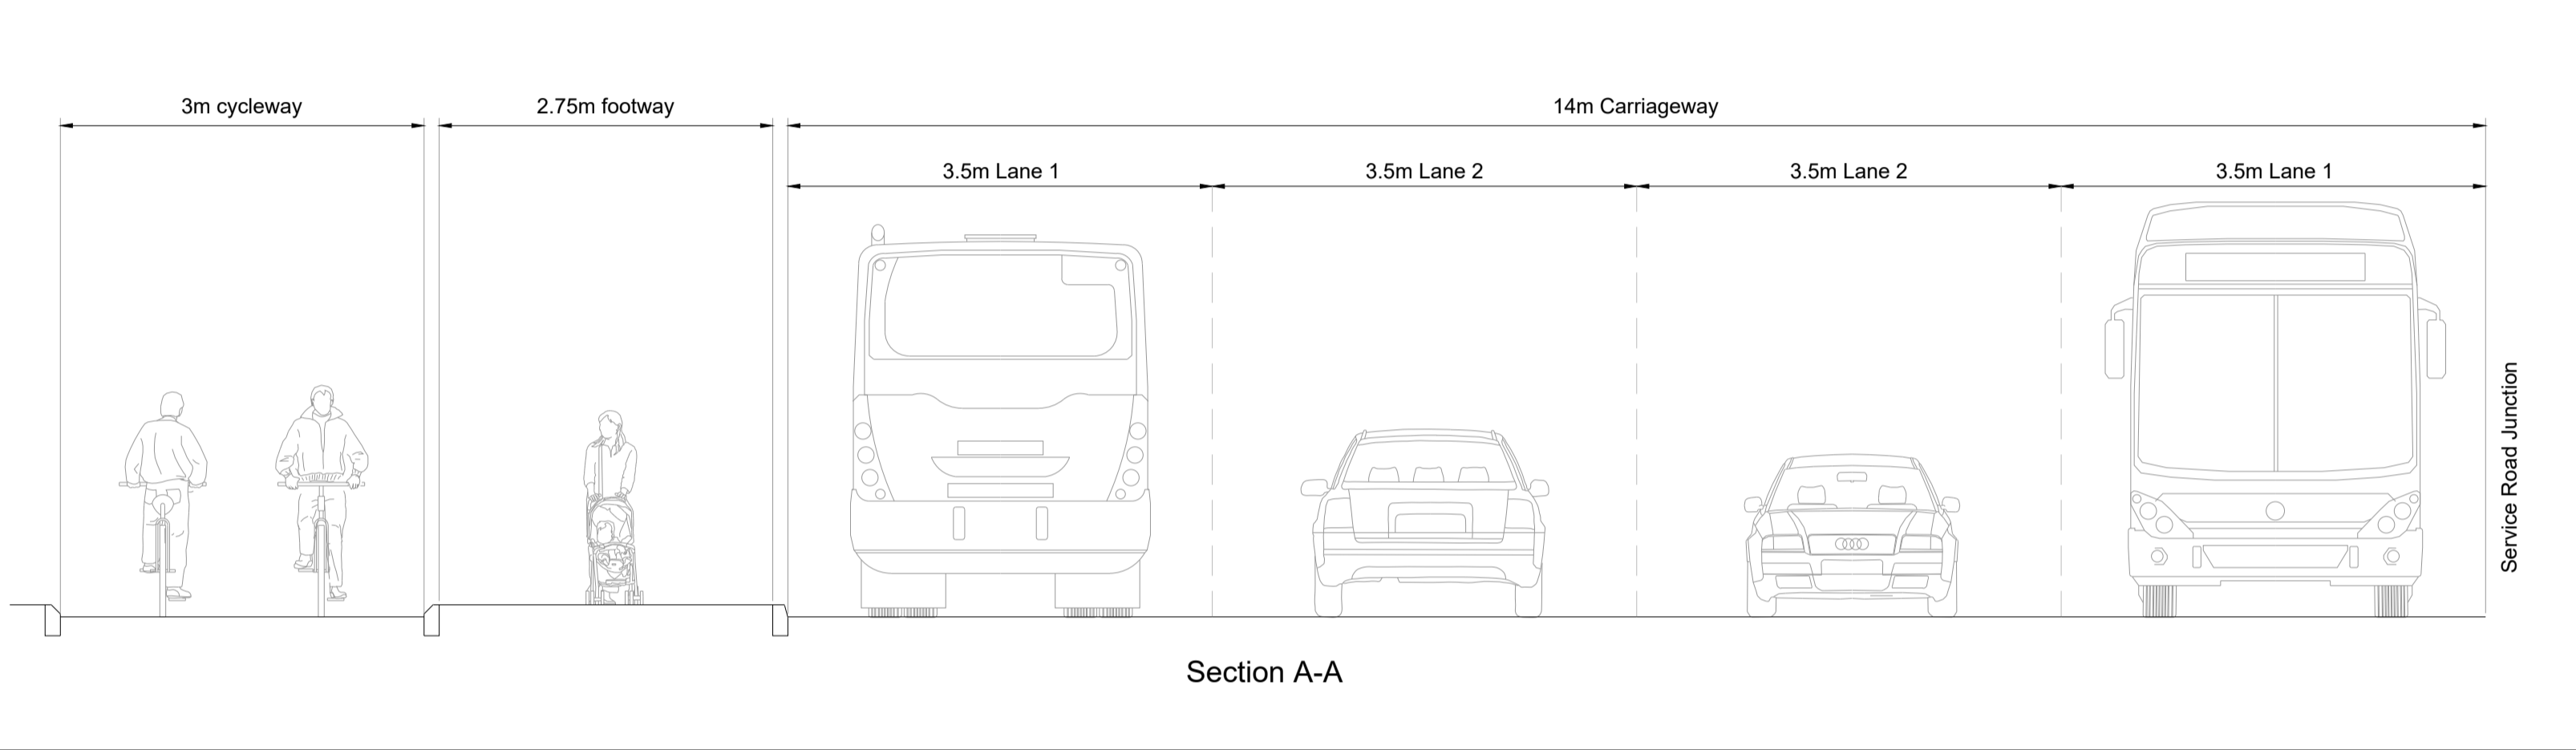 3m cycleway
2.75m footway
14m Carriageway
3.5m Lane 1
3.5m Lane 2
3.5m Lane 2
3.5m Lane 1
Service Road Junction
Section A-A